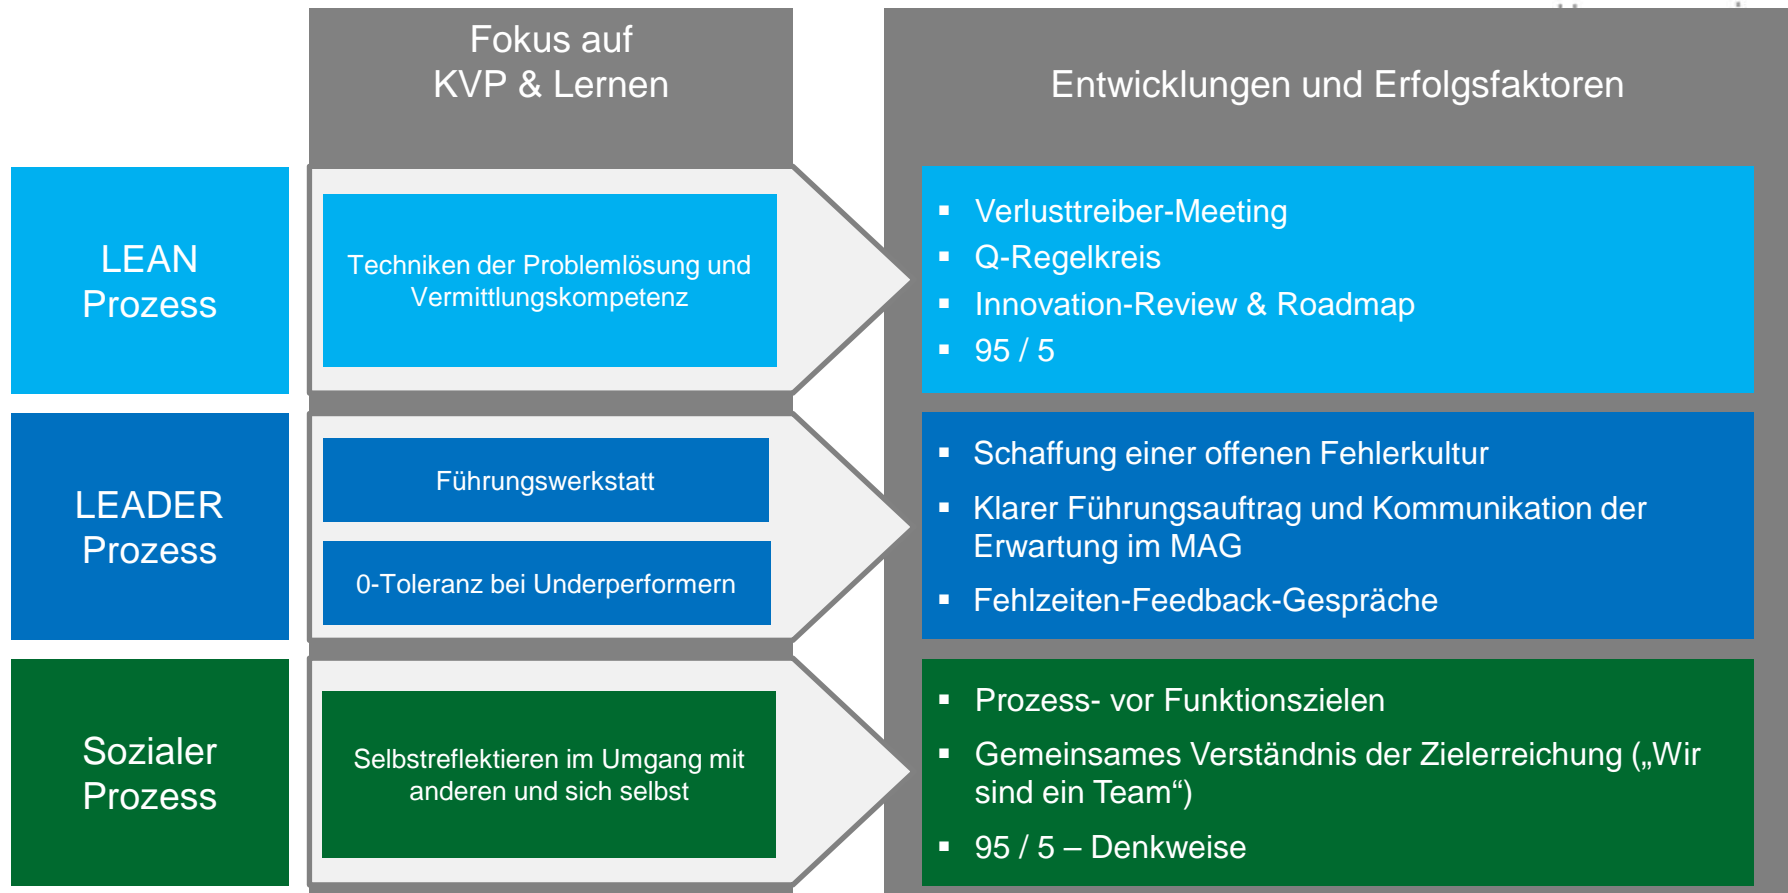 Fokus auf
KVP & Lernen
Entwicklungen und Erfolgsfaktoren
LEAN
Prozess
Techniken der Problemlösung und
Vermittlungskompetenz
▪ Verlusttreiber-Meeting
▪ Q-Regelkreis
▪ Innovation-Review & Roadmap
▪ 95 / 5
LEADER
Prozess
Führungswerkstatt
0-Toleranz bei Underperformern
▪ Schaffung einer offenen Fehlerkultur
▪ Klarer Führungsauftrag und Kommunikation der
Erwartung im MAG
▪ Fehlzeiten-Feedback-Gespräche
Sozialer
Prozess
Selbstreflektieren im Umgang mit
anderen und sich selbst
▪ Prozess- vor Funktionszielen
▪ Gemeinsames Verständnis der Zielerreichung („Wir
sind ein Team“)
▪ 95 / 5 – Denkweise